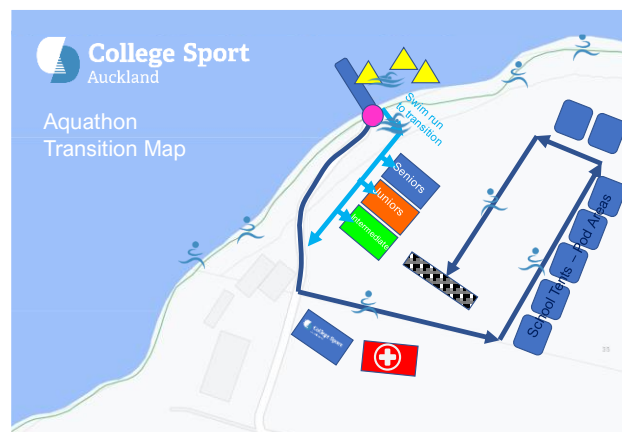 College Sport
Auckland
Aquathon
Transition Map
Swim run
to transition
Seniors
Juniors
Intermediate
School Tents – Pod Areas
College Sport
35